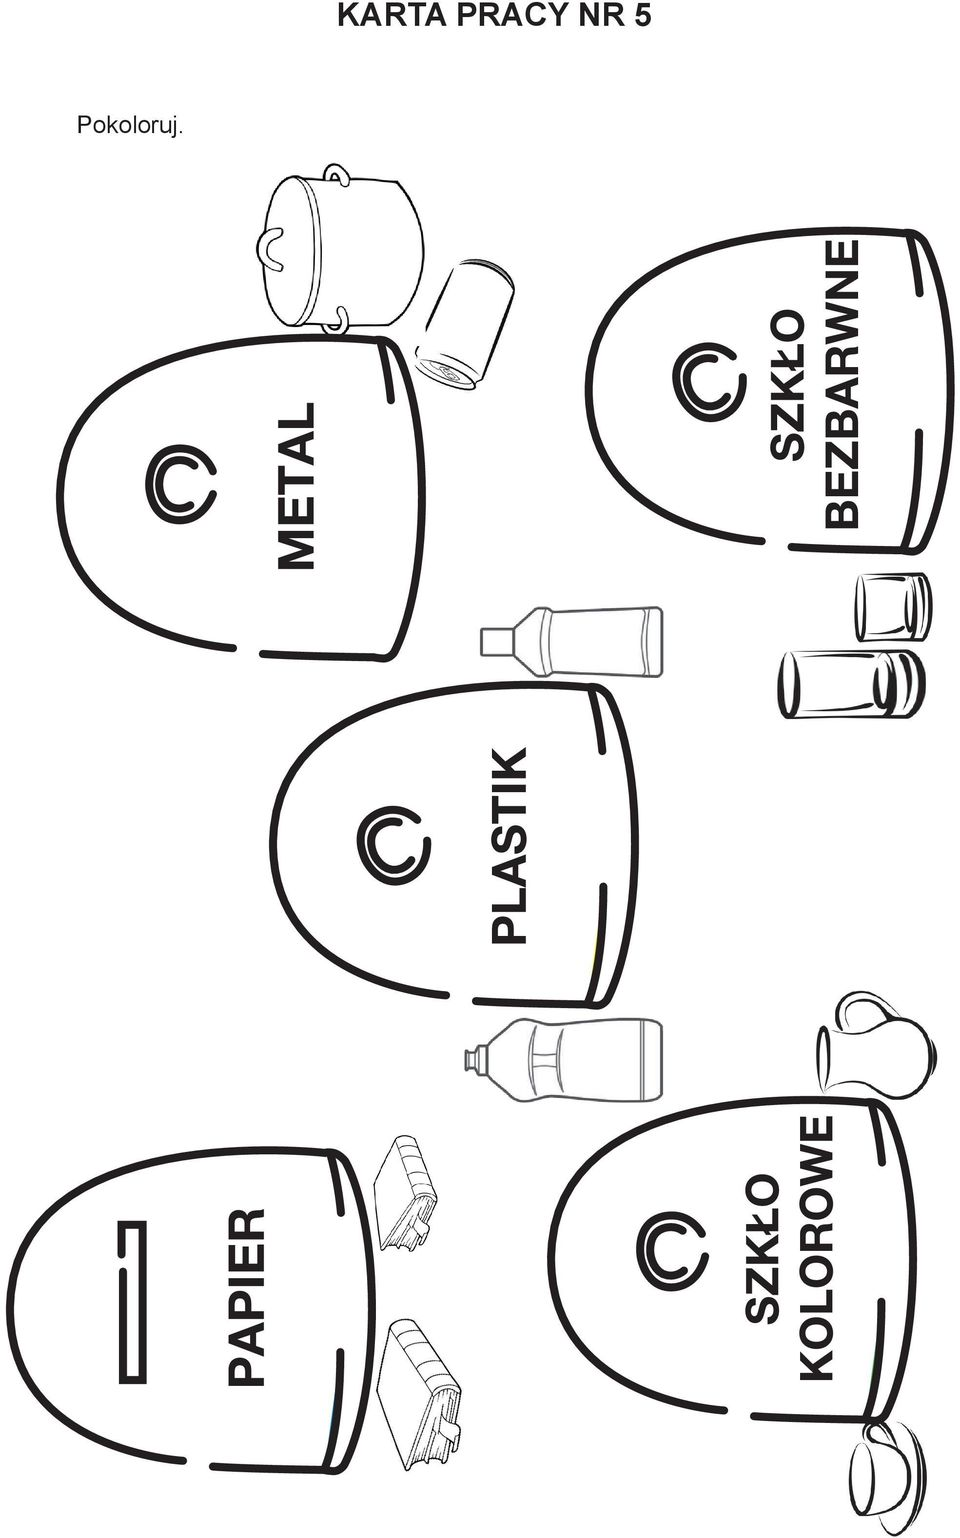 KARTA PRACY NR 5
Pokoloruj.
METAL
SZKŁO
BEZBARWNE
PLASTIK
PAPIER
SZKŁO
KOLOROWE